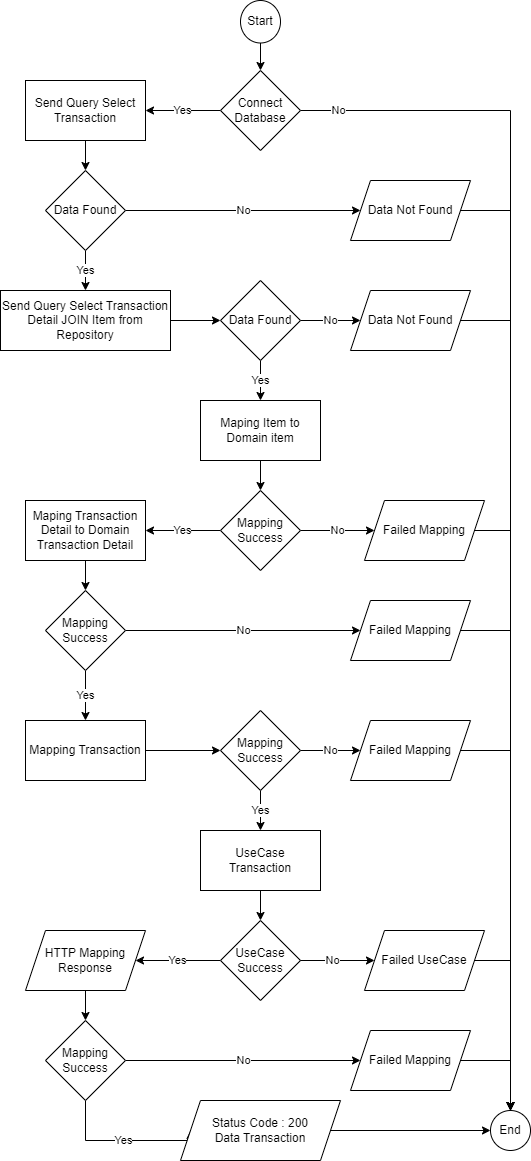 Start
Connect
Database
Yes
No
Send Query Select
Transaction
Data Found
No
Data Not Found
Yes
Send Query Select Transaction
Detail JOIN Item from
Repository
Data Found
No
Data Not Found
Yes
Maping Item to
Domain item
Mapping
Success
Yes
No
Failed Mapping
Maping Transaction
Detail to Domain
Transaction Detail
Mapping
Success
No
Failed Mapping
Yes
Mapping Transaction
Mapping
Success
No
Failed Mapping
Yes
UseCase
Transaction
UseCase
Success
Yes
No
Failed UseCase
HTTP Mapping
Response
Mapping
Success
No
Failed Mapping
Yes
Status Code : 200
Data Transaction
End